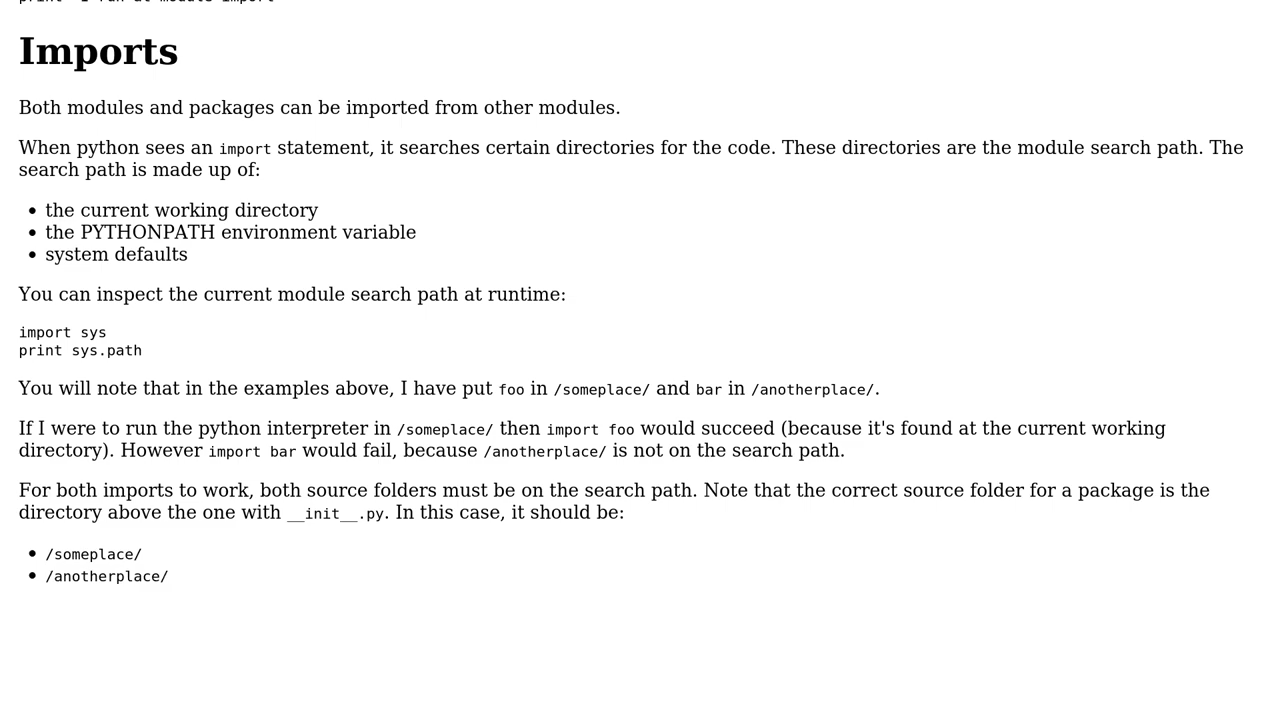 Imports
Both modules and packages can be imported from other modules.
When python sees an import statement, it searches certain directories for the code. These directories are the module search path. The
search path is made up of:
the current working directory
the PYTHONPATH environment variable
system defaults
You can inspect the current module search path at runtime:
import sys
print sys.path
You will note that in the examples above, I have put foo in /someplace/ and bar in /anotherplace/.
If I were to run the python interpreter in /someplace/ then import foo would succeed (because it's found at the current working
directory). However import bar would fail, because /anotherplace/ is not on the search path.
For both imports to work, both source folders must be on the search path. Note that the correct source folder for a package is the
directory above the one with __init__.py. In this case, it should be:
/someplace/
/anotherplace/